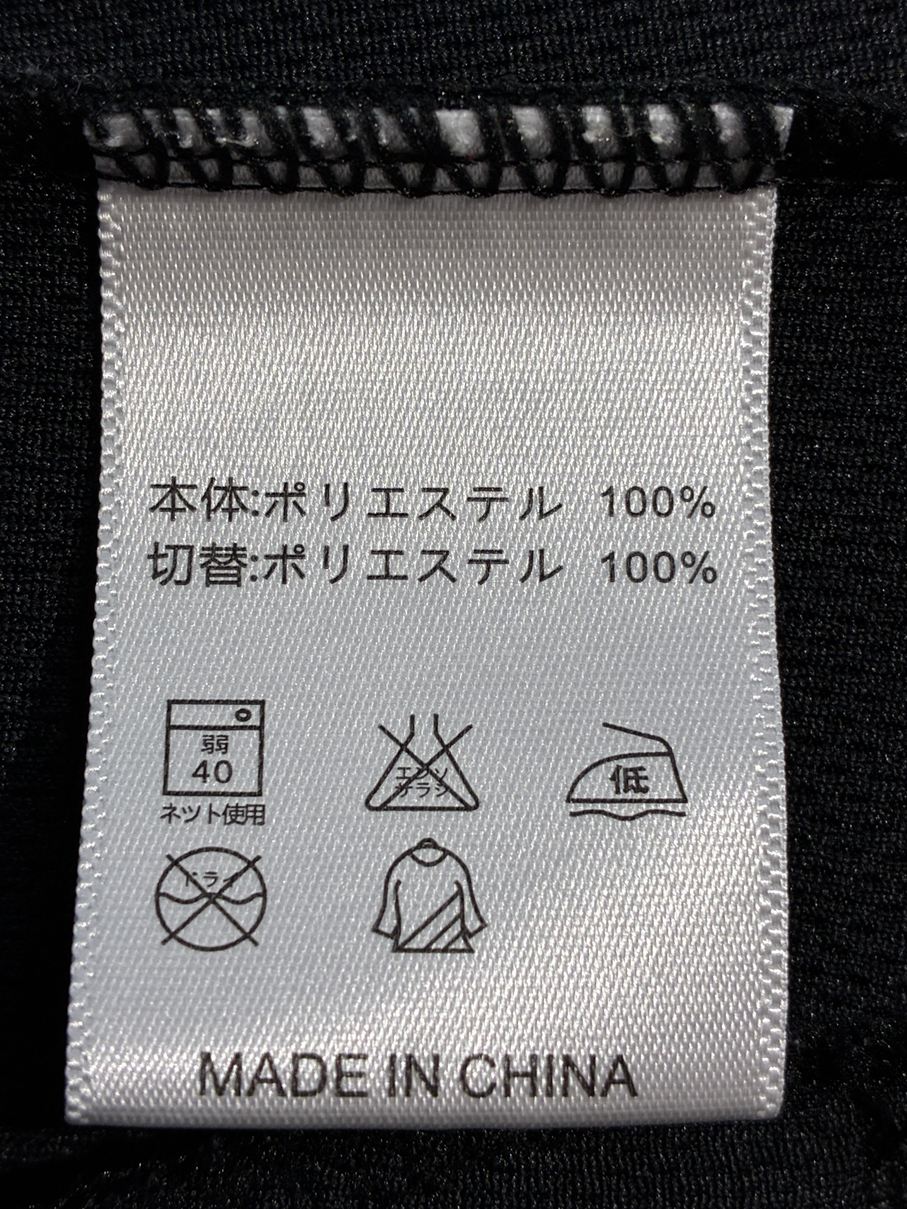 本体:ポリエステル 100%
切替:ポリエステル 100%
弱
40
ネット使用
エンソ
サラシ
低
ドライ
MADE IN CHINA